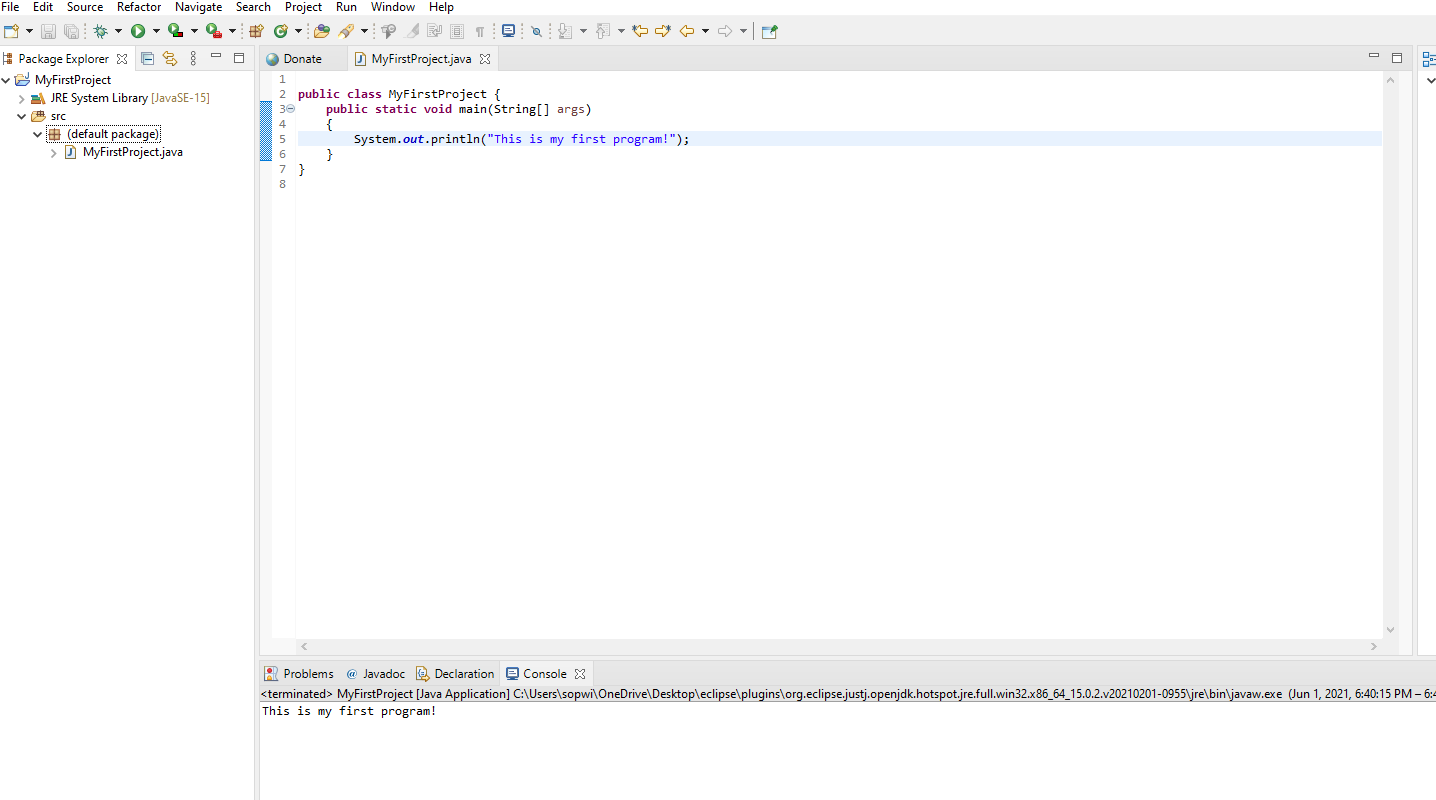 File Edit Source Refactor Navigate Search Project Run Window Help
Package Explorer
MyFirstProject
JRE System Library [JavaSE-15]
src
(default package)
MyFirstProject.java
Donate MyFirstProject.java
1
2 public class MyFirstProject {
3 public static void main(String[] args)
4 {
5 System.out.println("This is my first program!");
6 }
7 }
8
Problems @ Javadoc Declaration Console
<terminated> MyFirstProject [Java Application] C:\Users\sopwi\OneDrive\Desktop\eclipse\plugins\org.eclipse.justj.openjdk.hotspot.jre.full.win32.x86_64_15.0.2.v20210201-0955\jre\bin\javaw.exe (Jun 1, 2021, 6:40:15 PM – 6:4
This is my first program!